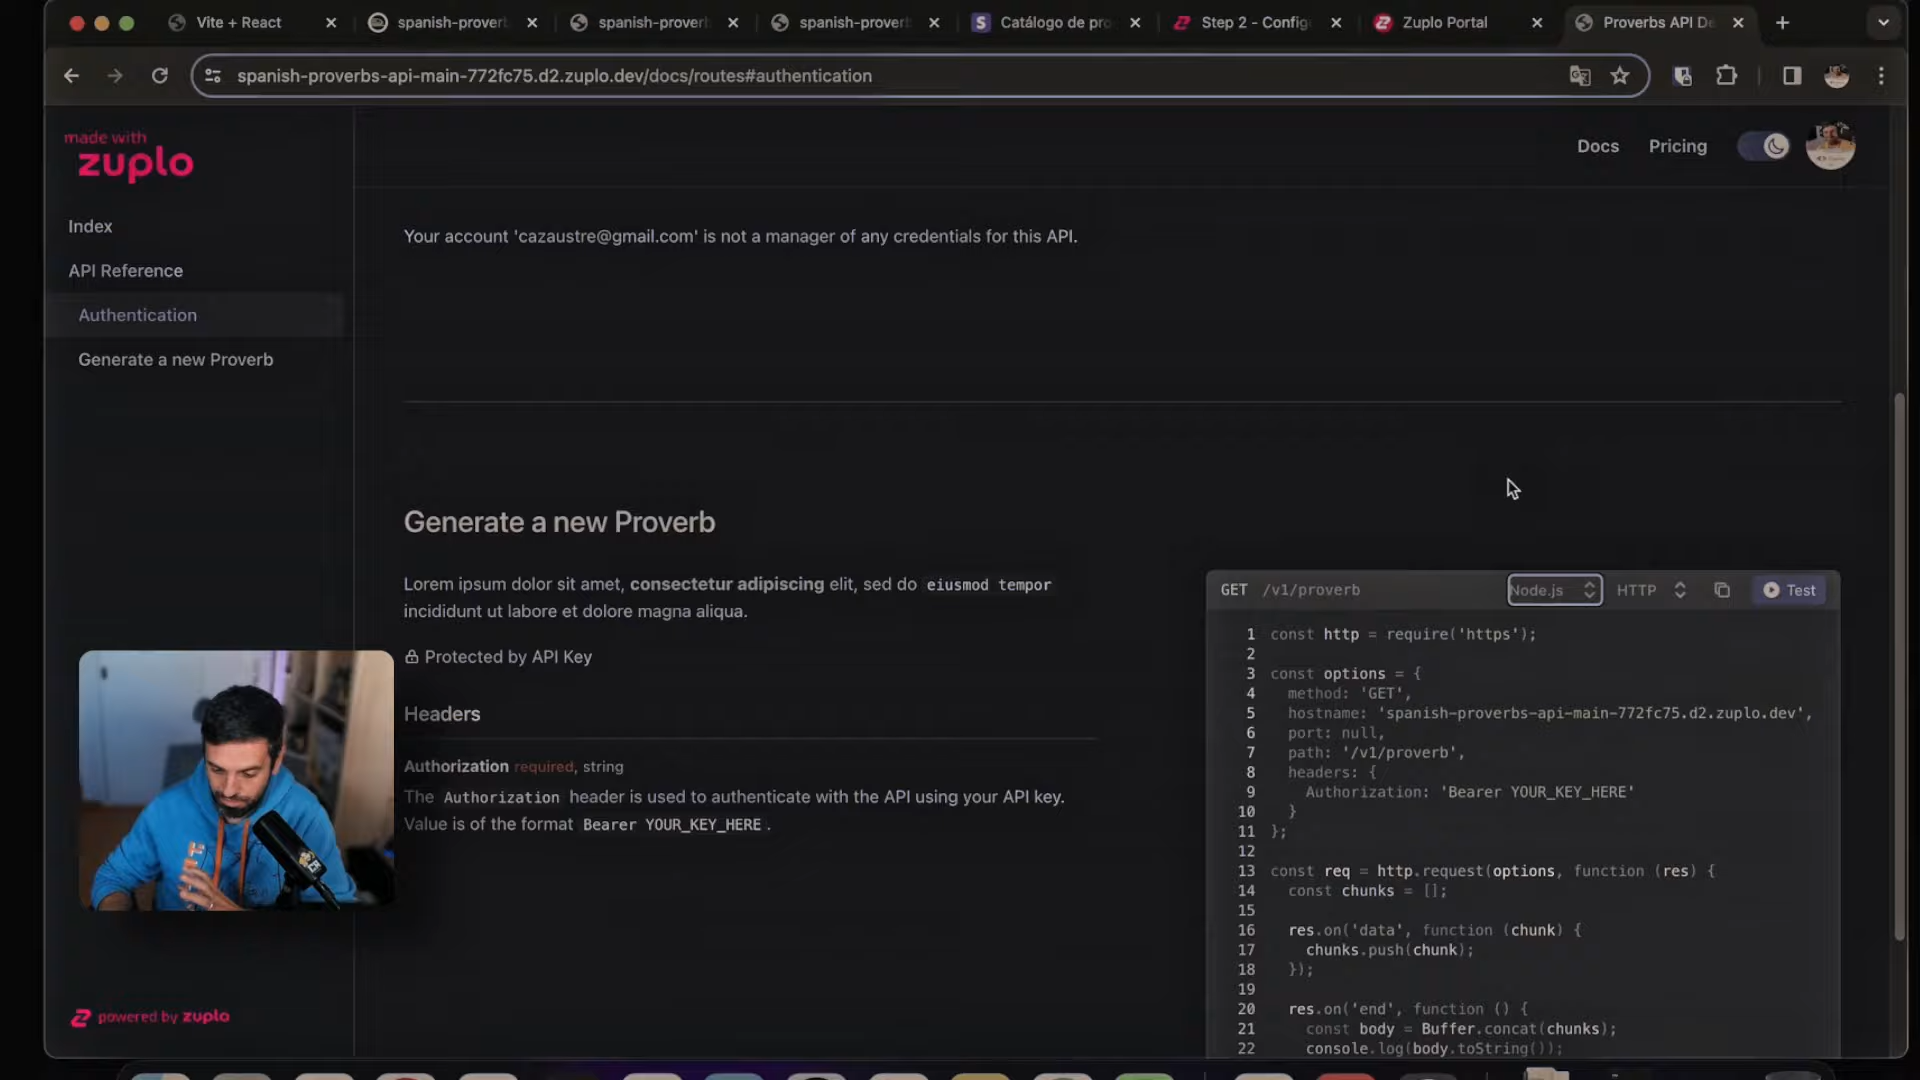 Vite + React
spanish-proverb
spanish-proverb
spanish-proverb
Catálogo de pro
Step 2 - Config
Zuplo Portal
Proverbs API De
spanish-proverbs-api-main-772fc75.d2.zuplo.dev/docs/routes#authentication
made with
zuplo
Docs
Pricing
Index
API Reference
Authentication
Generate a new Proverb
Your account 'cazaustre@gmail.com' is not a manager of any credentials for this API.
Generate a new Proverb
Lorem ipsum dolor sit amet, consectetur adipiscing elit, sed do eiusmod tempor
incididunt ut labore et dolore magna aliqua.
Protected by API Key
Headers
Authorization required, string
The Authorization header is used to authenticate with the API using your API key.
Value is of the format Bearer YOUR_KEY_HERE .
GET /v1/proverb
Node.js
HTTP
Test
1 const http = require('https');
2
3 const options = {
4 method: 'GET',
5 hostname: 'spanish-proverbs-api-main-772fc75.d2.zuplo.dev',
6 port: null,
7 path: '/v1/proverb',
8 headers: {
9 Authorization: 'Bearer YOUR_KEY_HERE'
10 }
11 };
12
13 const req = http.request(options, function (res) {
14 const chunks = [];
15
16 res.on('data', function (chunk) {
17 chunks.push(chunk);
18 });
19
20 res.on('end', function () {
21 const body = Buffer.concat(chunks);
22 console.log(body.toString());
powered by zuplo